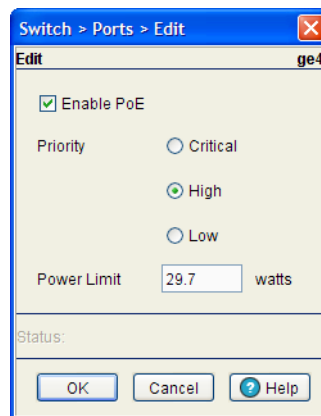 Switch > Ports > Edit
Edit ge4
Enable PoE
Priority Critical
High
Low
Power Limit 29.7 watts
Status:
OK Cancel ? Help